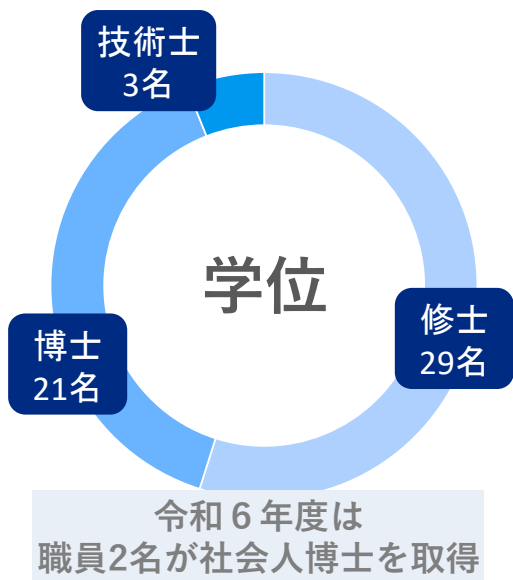 技術士
3名
学位
修士
29名
博士
21名
令和６年度は
職員2名が社会人博士を取得